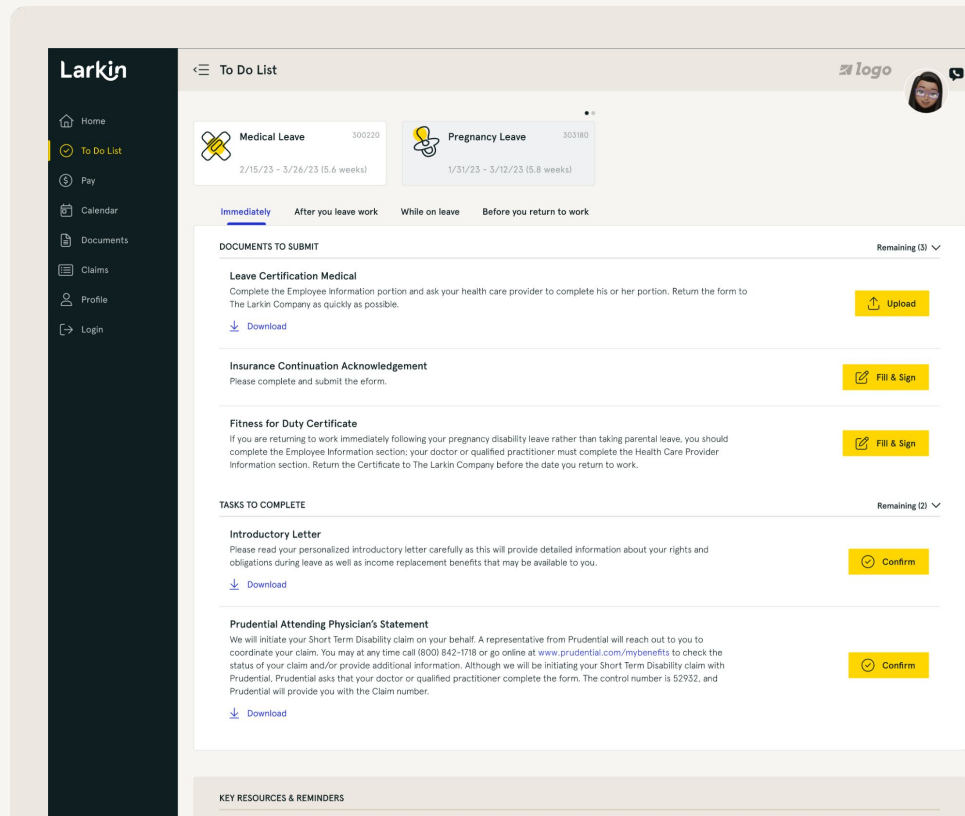 Larkin
To Do List
logo
Home
To Do List
Pay
Calendar
Documents
Claims
Profile
Login
Medical Leave 300220
2/15/23 - 3/26/23 (5.6 weeks)
Pregnancy Leave 303180
1/31/23 - 3/12/23 (5.8 weeks)
Immediately After you leave work While on leave Before you return to work
DOCUMENTS TO SUBMIT Remaining (3)
Leave Certification Medical
Complete the Employee Information portion and ask your health care provider to complete his or her portion. Return the form to
The Larkin Company as quickly as possible.
Upload
Download
Insurance Continuation Acknowledgement
Please complete and submit the eform.
Fill & Sign
Fitness for Duty Certificate
If you are returning to work immediately following your pregnancy disability leave rather than taking parental leave, you should
complete the Employee Information section; your doctor or qualified practitioner must complete the Health Care Provider
Information section. Return the Certificate to The Larkin Company before the date you return to work.
Fill & Sign
TASKS TO COMPLETE Remaining (2)
Introductory Letter
Please read your personalized introductory letter carefully as this will provide detailed information about your rights and
obligations during leave as well as income replacement benefits that may be available to you.
Confirm
Download
Prudential Attending Physician's Statement
We will initiate your Short Term Disability claim on your behalf. A representative from Prudential will reach out to you to
coordinate your claim. You may at any time call (800) 842-1718 or go online at www.prudential.com/mybenefits to check the
status of your claim and/or provide additional information. Although we will be initiating your Short Term Disability claim with
Prudential, Prudential asks that your doctor or qualified practitioner complete the form. The control number is 52932, and
Prudential will provide you with the Claim number.
Confirm
Download
KEY RESOURCES & REMINDERS